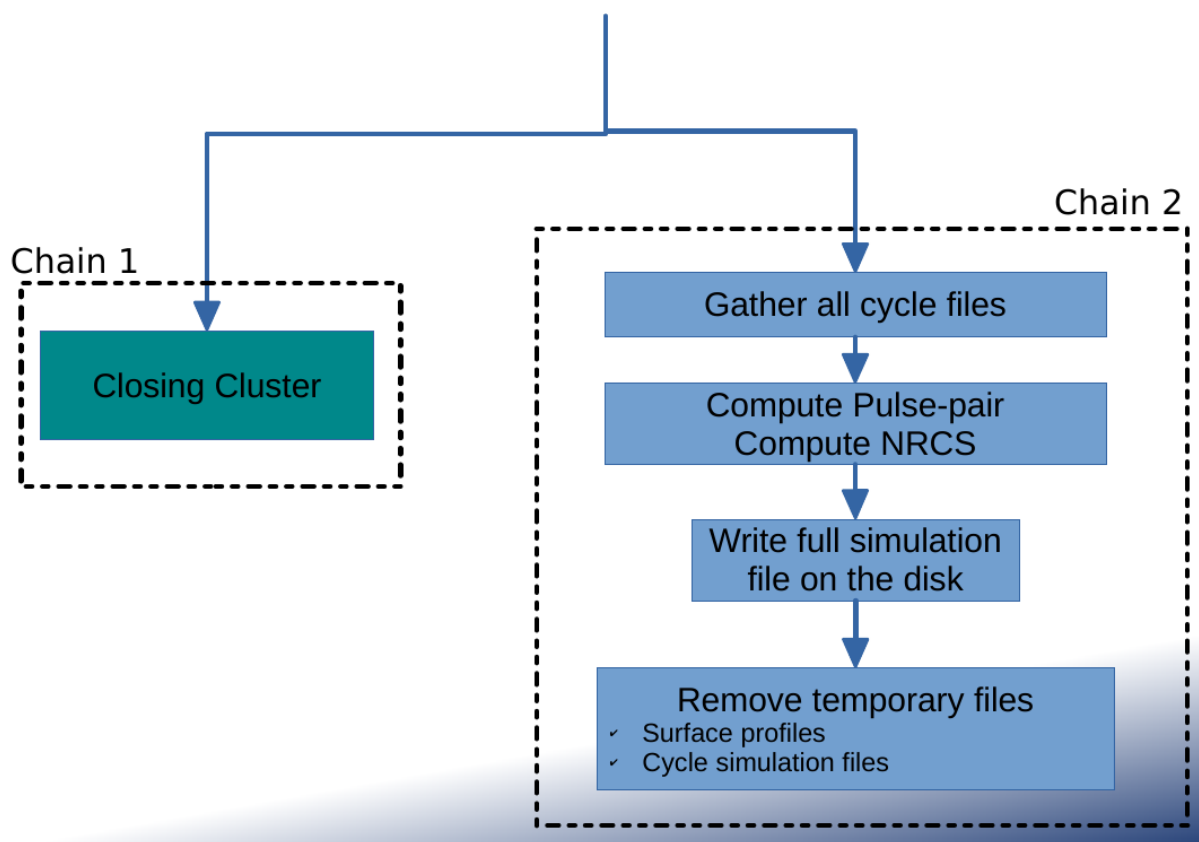 Chain 1
Closing Cluster
Chain 2
Gather all cycle files
Compute Pulse-pair
Compute NRCS
Write full simulation
file on the disk
Remove temporary files
✓ Surface profiles
✓ Cycle simulation files